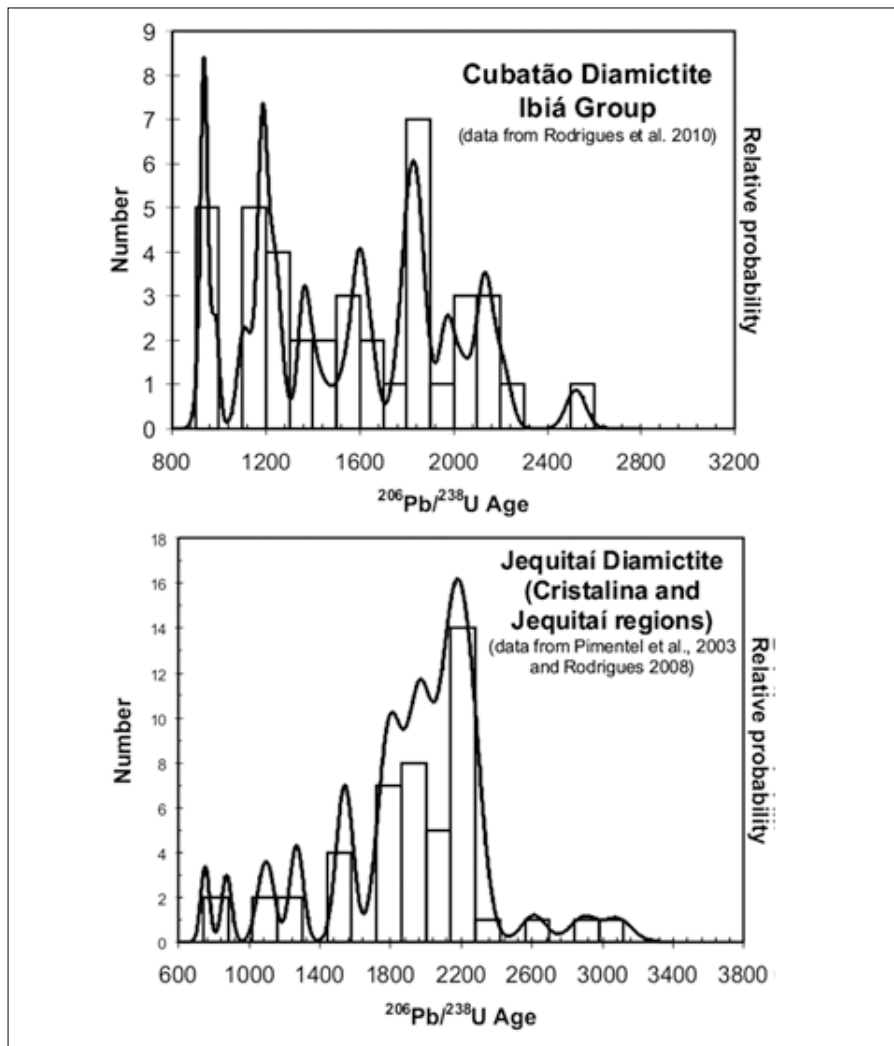 9
8
7
6
5
4
3
2
1
0
Number
Cubatão Diamictite
Ibiá Group
(data from Rodrigues et al. 2010)
Relative probability
800 1200 1600 2000 2400 2800 3200
²⁰⁶Pb/²³⁸U Age
18
16
14
12
10
8
6
4
2
0
Number
Jequitaí Diamictite
(Cristalina and
Jequitaí regions)
(data from Pimentel et al., 2003
and Rodrigues 2008)
Relative probability
600 1000 1400 1800 2200 2600 3000 3400 3800
²⁰⁶Pb/²³⁸U Age